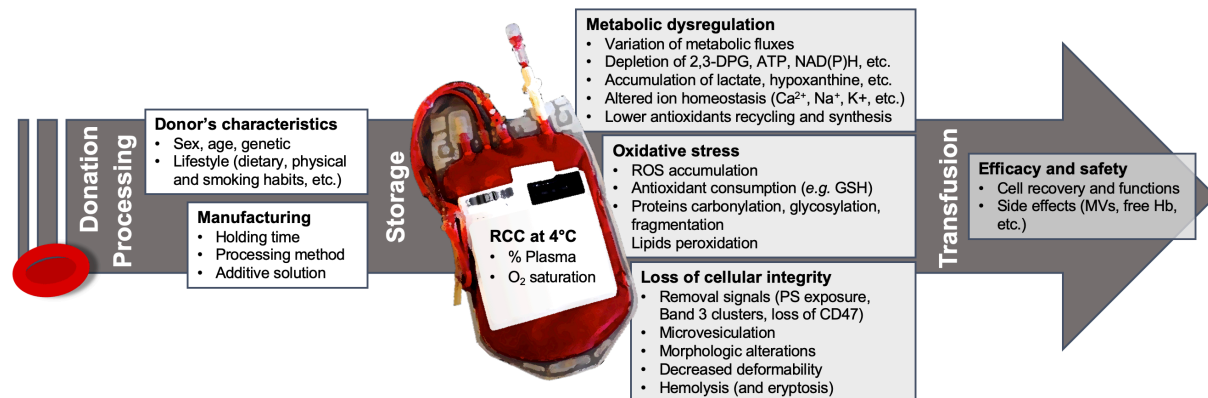 Donation
Processing
Donor's characteristics
• Sex, age, genetic
• Lifestyle (dietary, physical
and smoking habits, etc.)
Manufacturing
• Holding time
• Processing method
• Additive solution
Storage
RCC at 4°C
• % Plasma
• O₂ saturation
Metabolic dysregulation
• Variation of metabolic fluxes
• Depletion of 2,3-DPG, ATP, NAD(P)H, etc.
• Accumulation of lactate, hypoxanthine, etc.
• Altered ion homeostasis (Ca²⁺, Na⁺, K+, etc.)
• Lower antioxidants recycling and synthesis
Oxidative stress
• ROS accumulation
• Antioxidant consumption (e.g. GSH)
• Proteins carbonylation, glycosylation,
fragmentation
Lipids peroxidation
Loss of cellular integrity
• Removal signals (PS exposure,
Band 3 clusters, loss of CD47)
• Microvesiculation
• Morphologic alterations
• Decreased deformability
• Hemolysis (and eryptosis)
Transfusion
Efficacy and safety
• Cell recovery and functions
• Side effects (MVs, free Hb,
etc.)